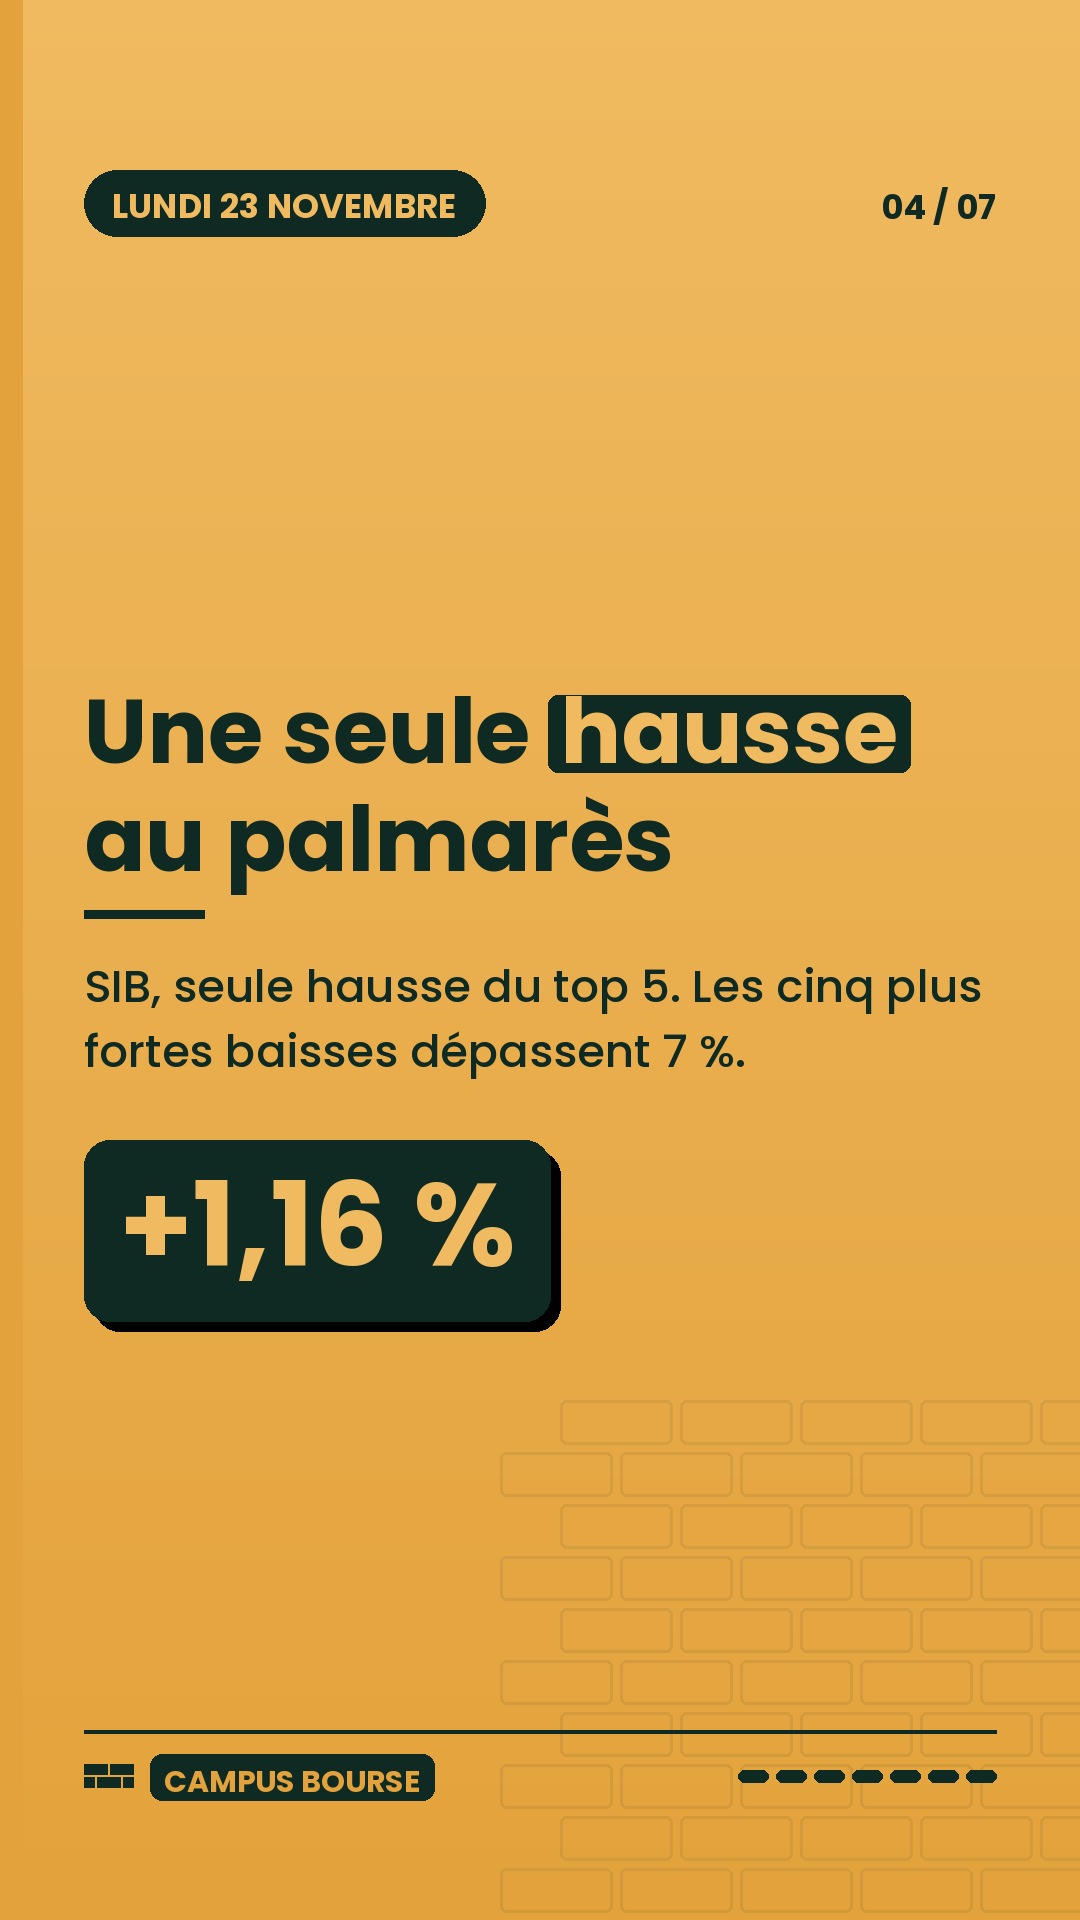 LUNDI 23 NOVEMBRE
04 / 07
Une seule hausse
au palmarès
SIB, seule hausse du top 5. Les cinq plus
fortes baisses dépassent 7 %.
+1,16 %
CAMPUS BOURSE